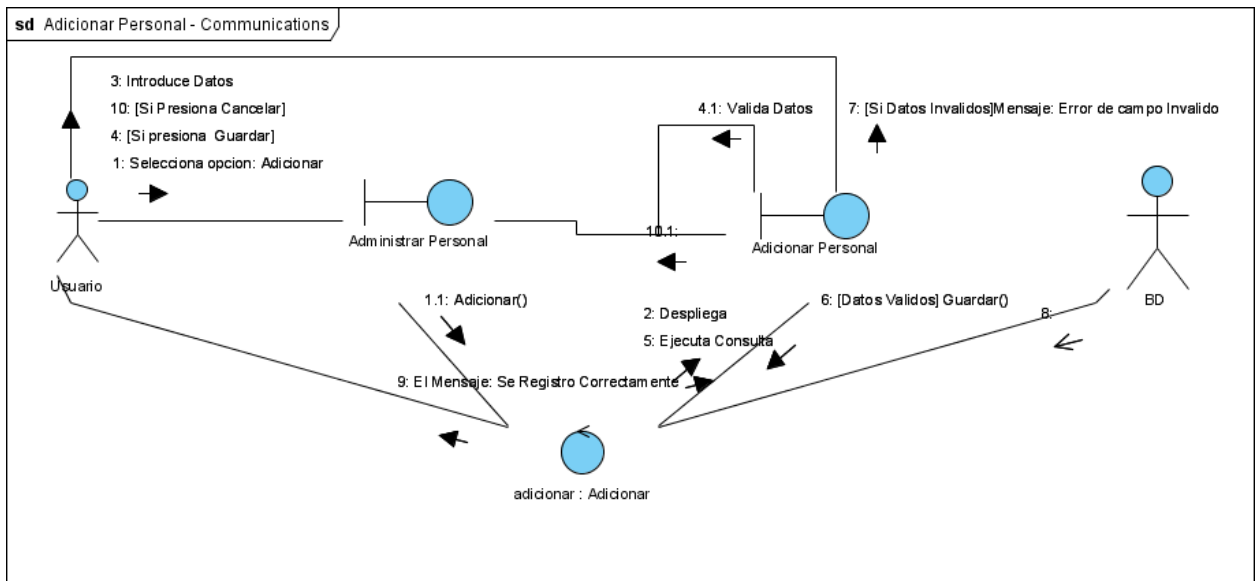 sd Adicionar Personal - Communications
3: Introduce Datos
10: [Si Presiona Cancelar]
4: [Si presiona Guardar]
1: Selecciona opcion: Adicionar
4.1: Valida Datos
7: [Si Datos Invalidos]Mensaje: Error de campo Invalido
Administrar Personal
10.1:
Adicionar Personal
Usuario
BD
1.1: Adicionar()
2: Despliega
5: Ejecuta Consulta
6: [Datos Validos] Guardar()
8:
9: El Mensaje: Se Registro Correctamente
adicionar : Adicionar